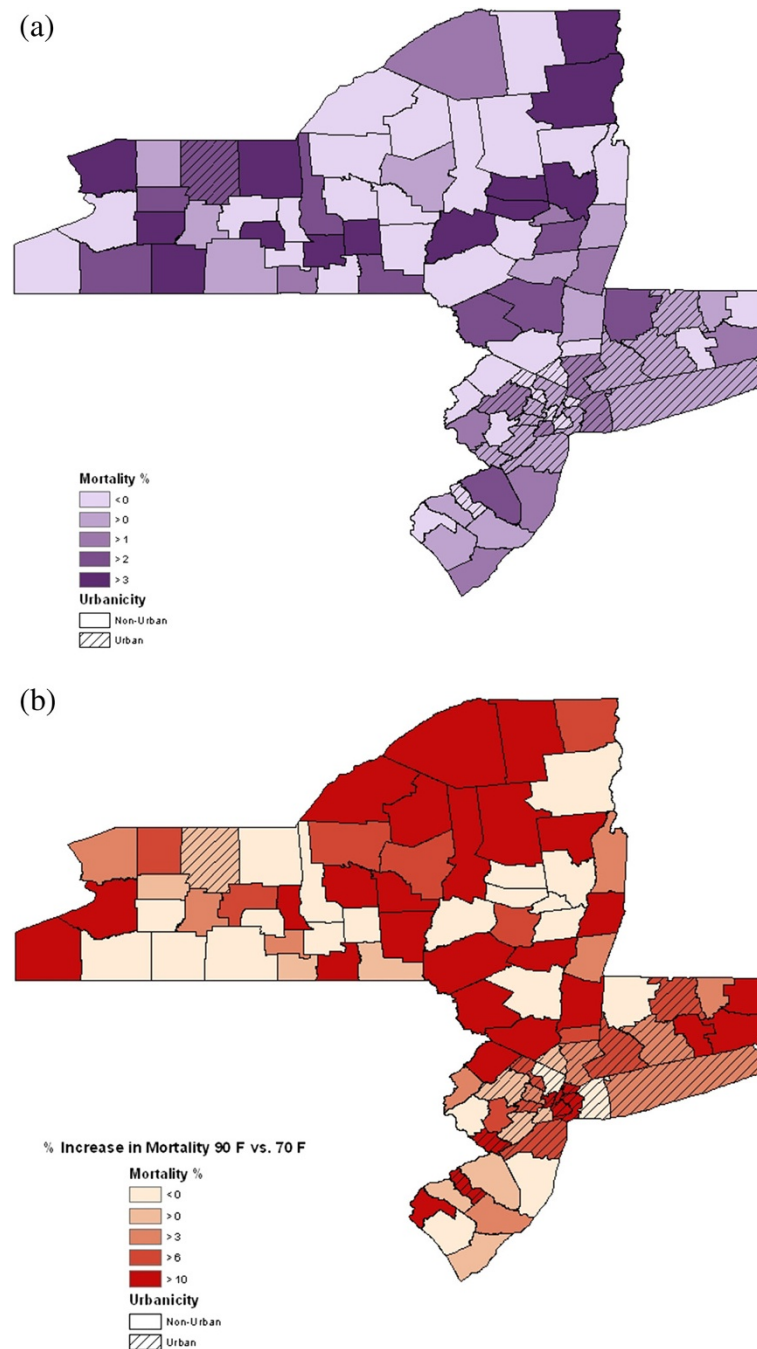 (a)
Mortality %
< 0
> 0
> 1
> 2
> 3
Urbanicity
Non-Urban
Urban
(b)
% Increase in Mortality 90 F vs. 70 F
Mortality %
< 0
> 0
> 3
> 6
> 10
Urbanicity
Non-Urban
Urban